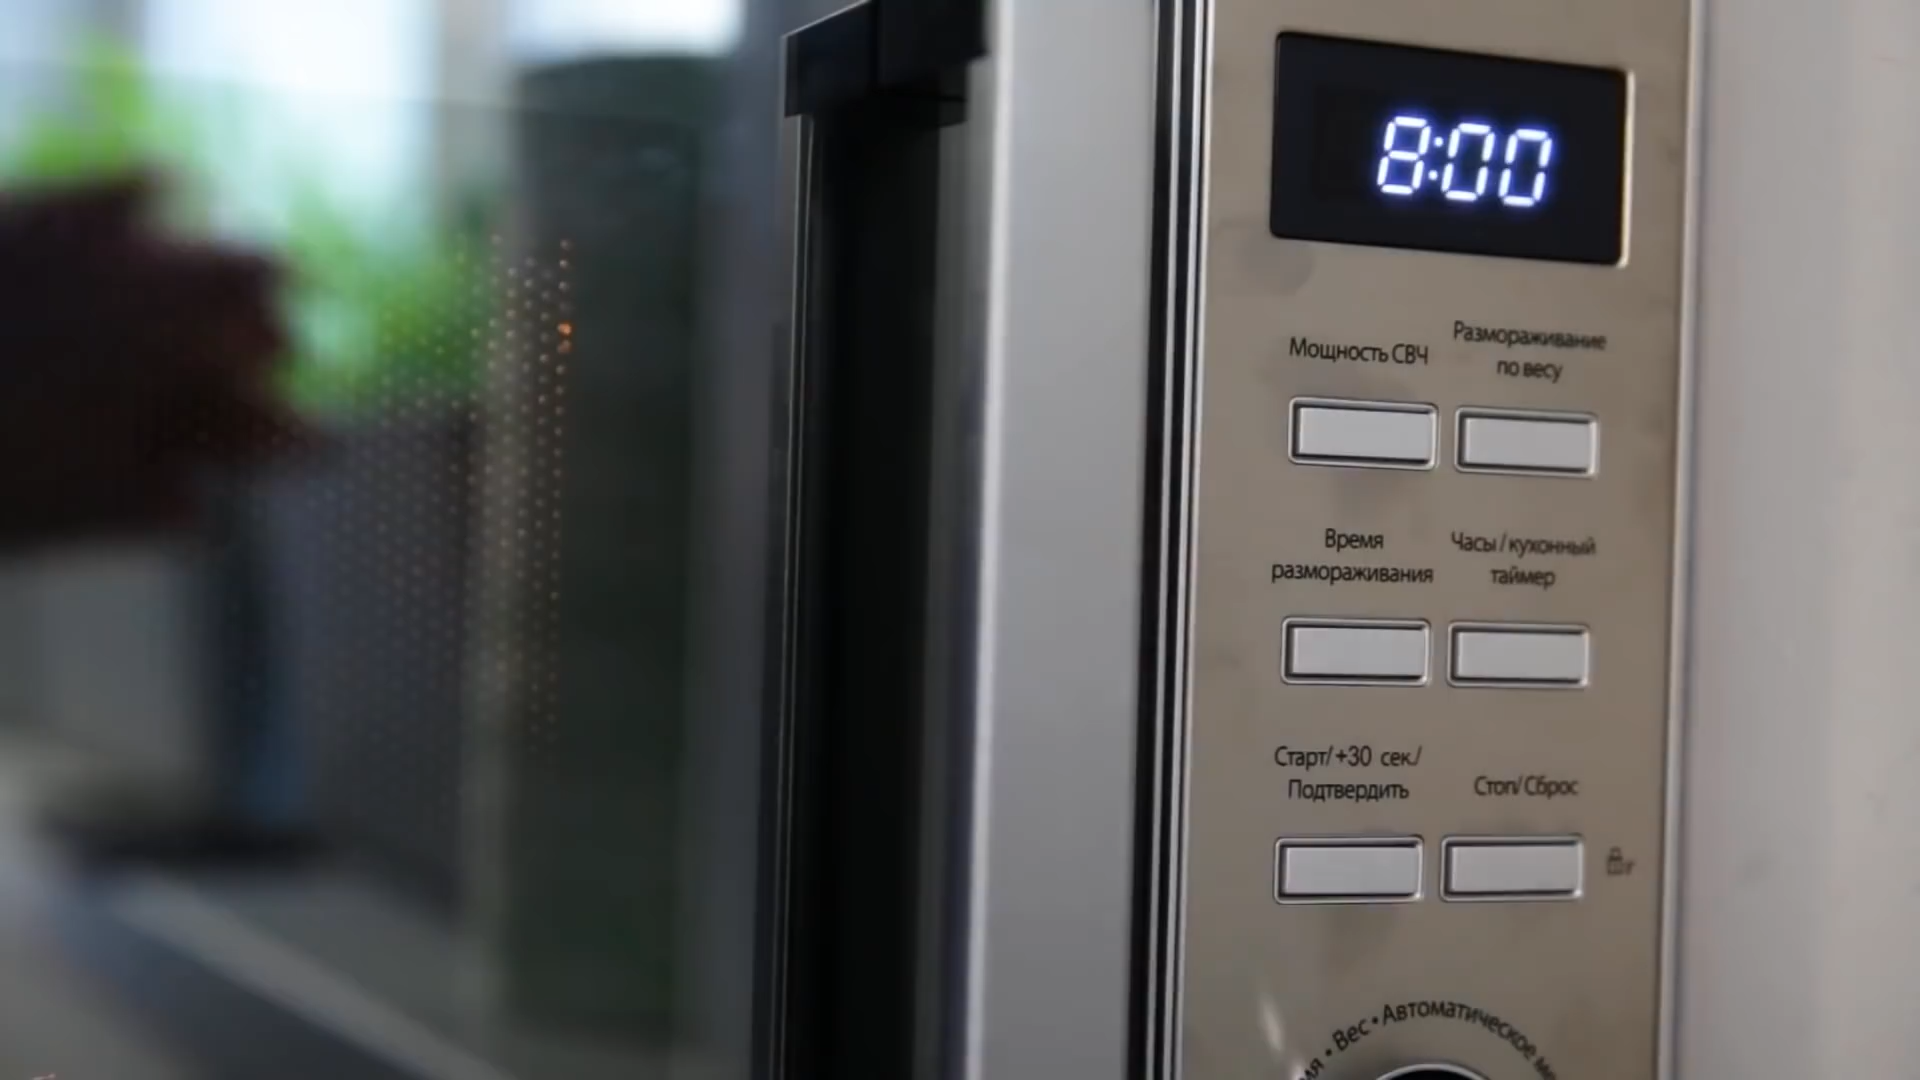 8:00
Мощность СВЧ
Размораживание
по весу
Время
размораживания
Часы / кухонный
таймер
Старт/ +30 сек./
Подтвердить
Стоп/ Сброс
• Вес • Автоматическое